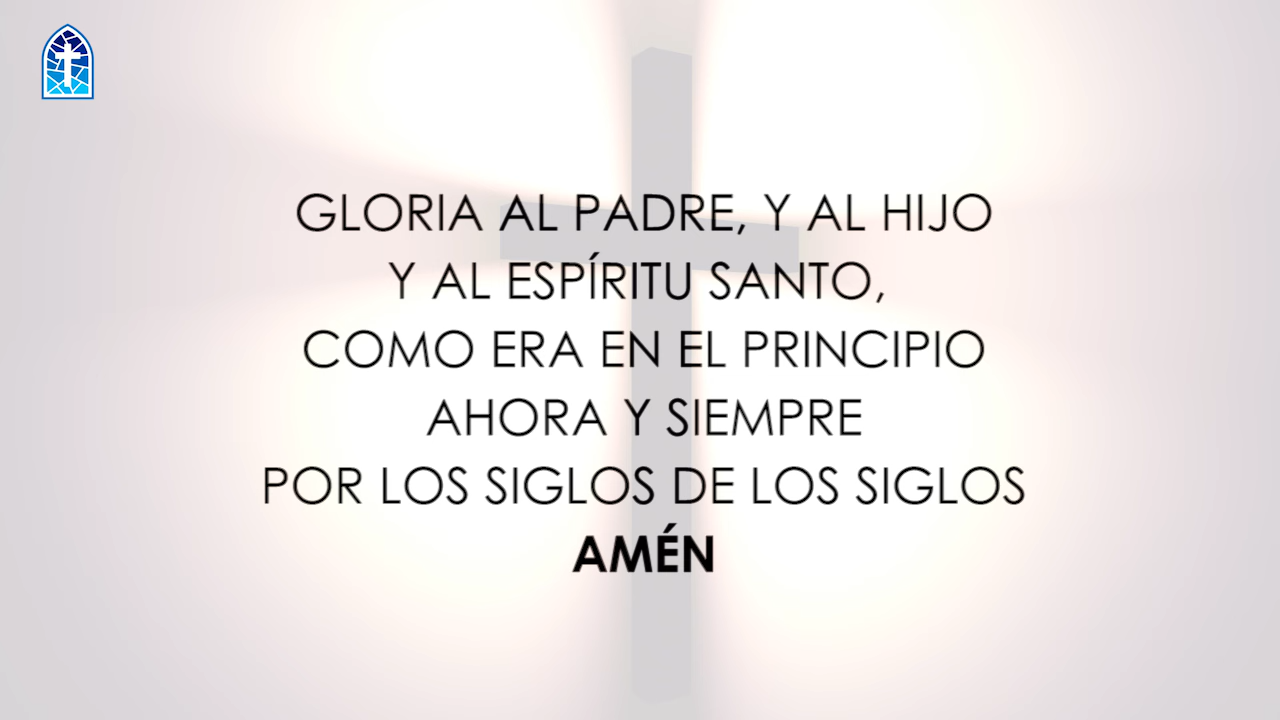 GLORIA AL PADRE, Y AL HIJO
Y AL ESPÍRITU SANTO,
COMO ERA EN EL PRINCIPIO
AHORA Y SIEMPRE
POR LOS SIGLOS DE LOS SIGLOS
AMÉN